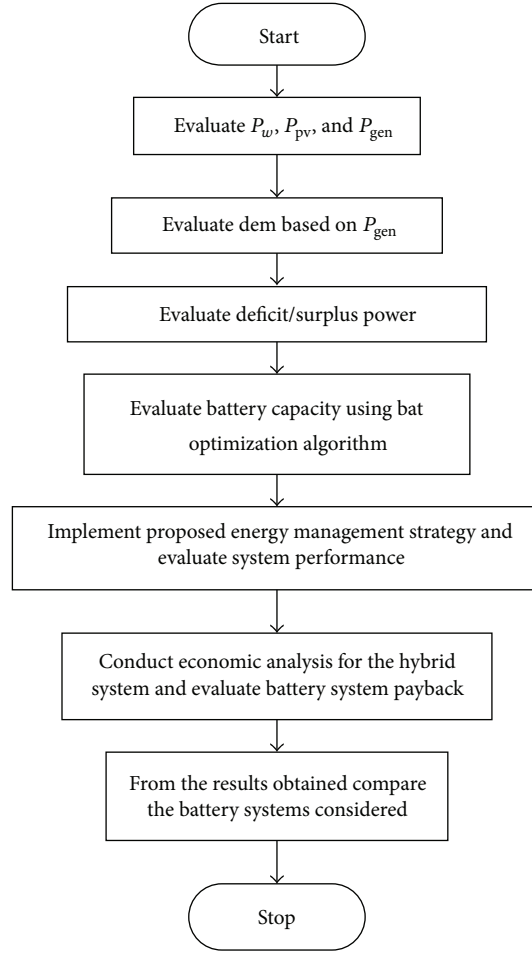 Start
Evaluate P_w, P_pv, and P_gen
Evaluate dem based on P_gen
Evaluate deficit/surplus power
Evaluate battery capacity using bat
optimization algorithm
Implement proposed energy management strategy and
evaluate system performance
Conduct economic analysis for the hybrid
system and evaluate battery system payback
From the results obtained compare
the battery systems considered
Stop